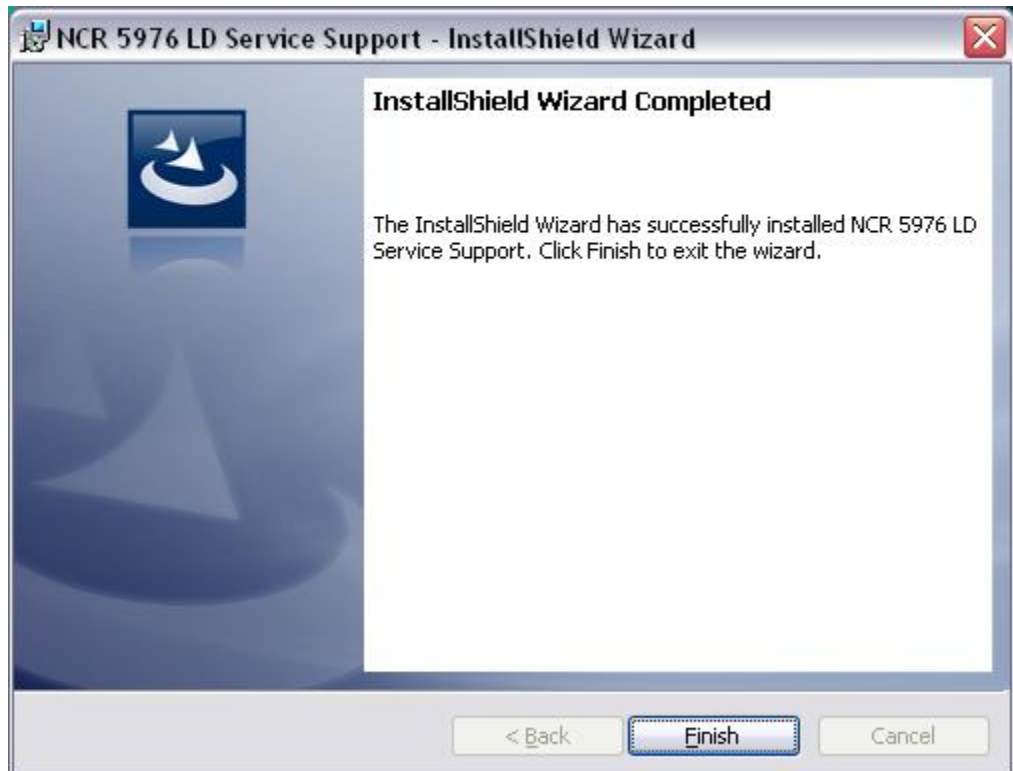 NCR 5976 LD Service Support - InstallShield Wizard
InstallShield Wizard Completed
The InstallShield Wizard has successfully installed NCR 5976 LD
Service Support. Click Finish to exit the wizard.
< Back
Finish
Cancel